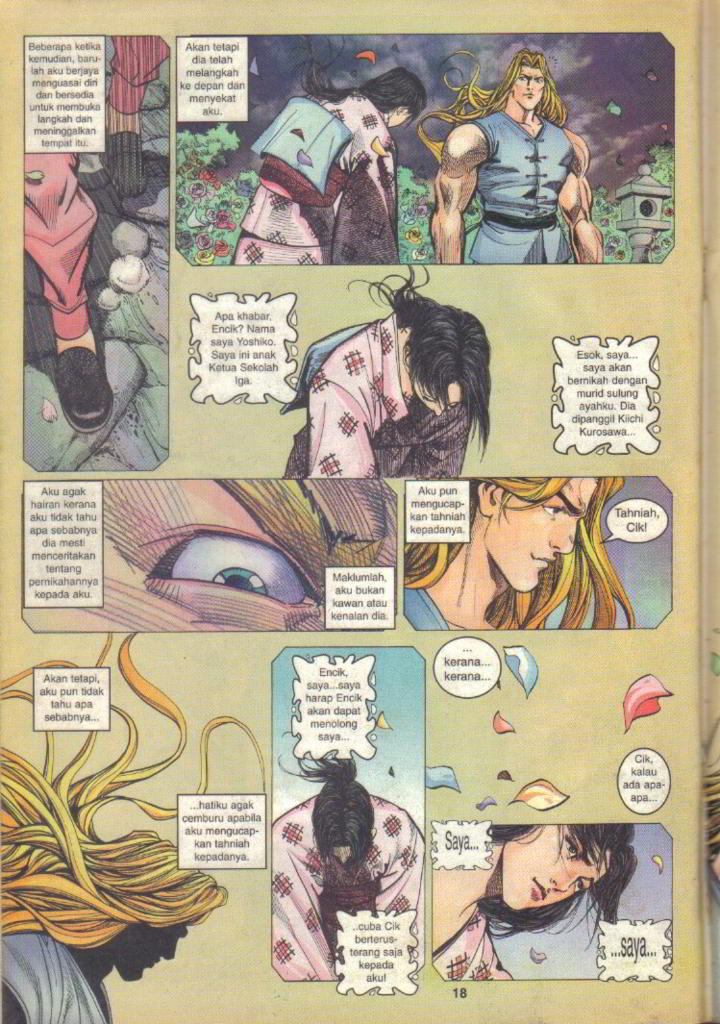 Beberapa ketika
kemudian, baru-
lah aku berjaya
menguasai diri
dan bersedia
untuk membuka
langkah dan
meninggalkan
tempat itu.
Akan tetapi
dia telah
melangkah
ke depan dan
menyekat
aku.
Apa khabar,
Encik? Nama
saya Yoshiko.
Saya ini anak
Ketua Sekolah
Iga.
Esok, saya...
saya akan
bernikah dengan
murid sulung
ayahku. Dia
dipanggil Kiichi
Kurosawa...
Aku agak
hairan kerana
aku tidak tahu
apa sebabnya
dia mesti
menceritakan
tentang
pernikahannya
kepada aku.
Maklumlah,
aku bukan
kawan atau
kenalan dia.
Aku pun
mengucap-
kan tahniah
kepadanya.
Tahniah,
Cik!
Akan tetapi,
aku pun tidak
tahu apa
sebabnya...
...hatiku agak
cemburu apabila
aku mengucap-
kan tahniah
kepadanya.
Encik,
saya...saya
harap Encik
akan dapat
menolong
saya...
...
kerana...
kerana...
Cik,
kalau
ada apa-
apa...
..cuba Cik
berterus-
terang saja
kepada
aku!
Saya...
...saya...
18